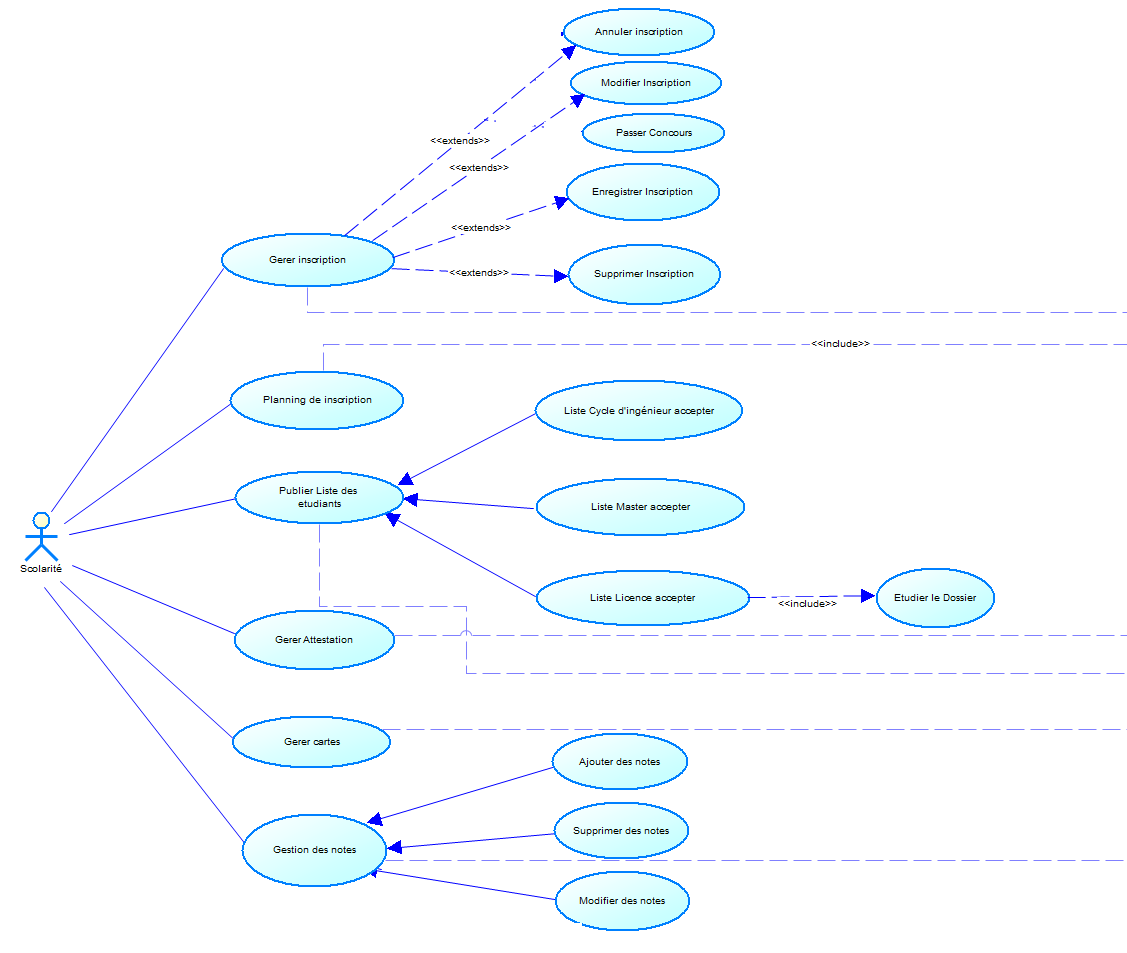 Annuler inscription
Modifier Inscription
Passer Concours
<<extends>>
<<extends>>
Enregistrer Inscription
<<extends>>
Gerer inscription
<<extends>>
Supprimer Inscription
<<include>>
Planning de inscription
Liste Cycle d'ingénieur accepter
Publier Liste des
etudiants
Liste Master accepter
Scolarité
Liste Licence accepter
<<include>>
Etudier le Dossier
Gerer Attestation
Gerer cartes
Ajouter des notes
Supprimer des notes
Gestion des notes
Modifier des notes